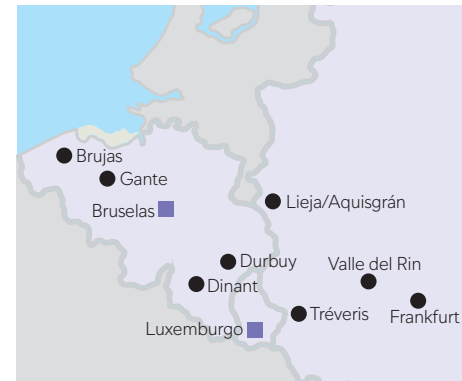 Brujas
Gante
Bruselas
Lieja/Aquisgrán
Durbuy
Valle del Rin
Dinant
Tréveris
Frankfurt
Luxemburgo